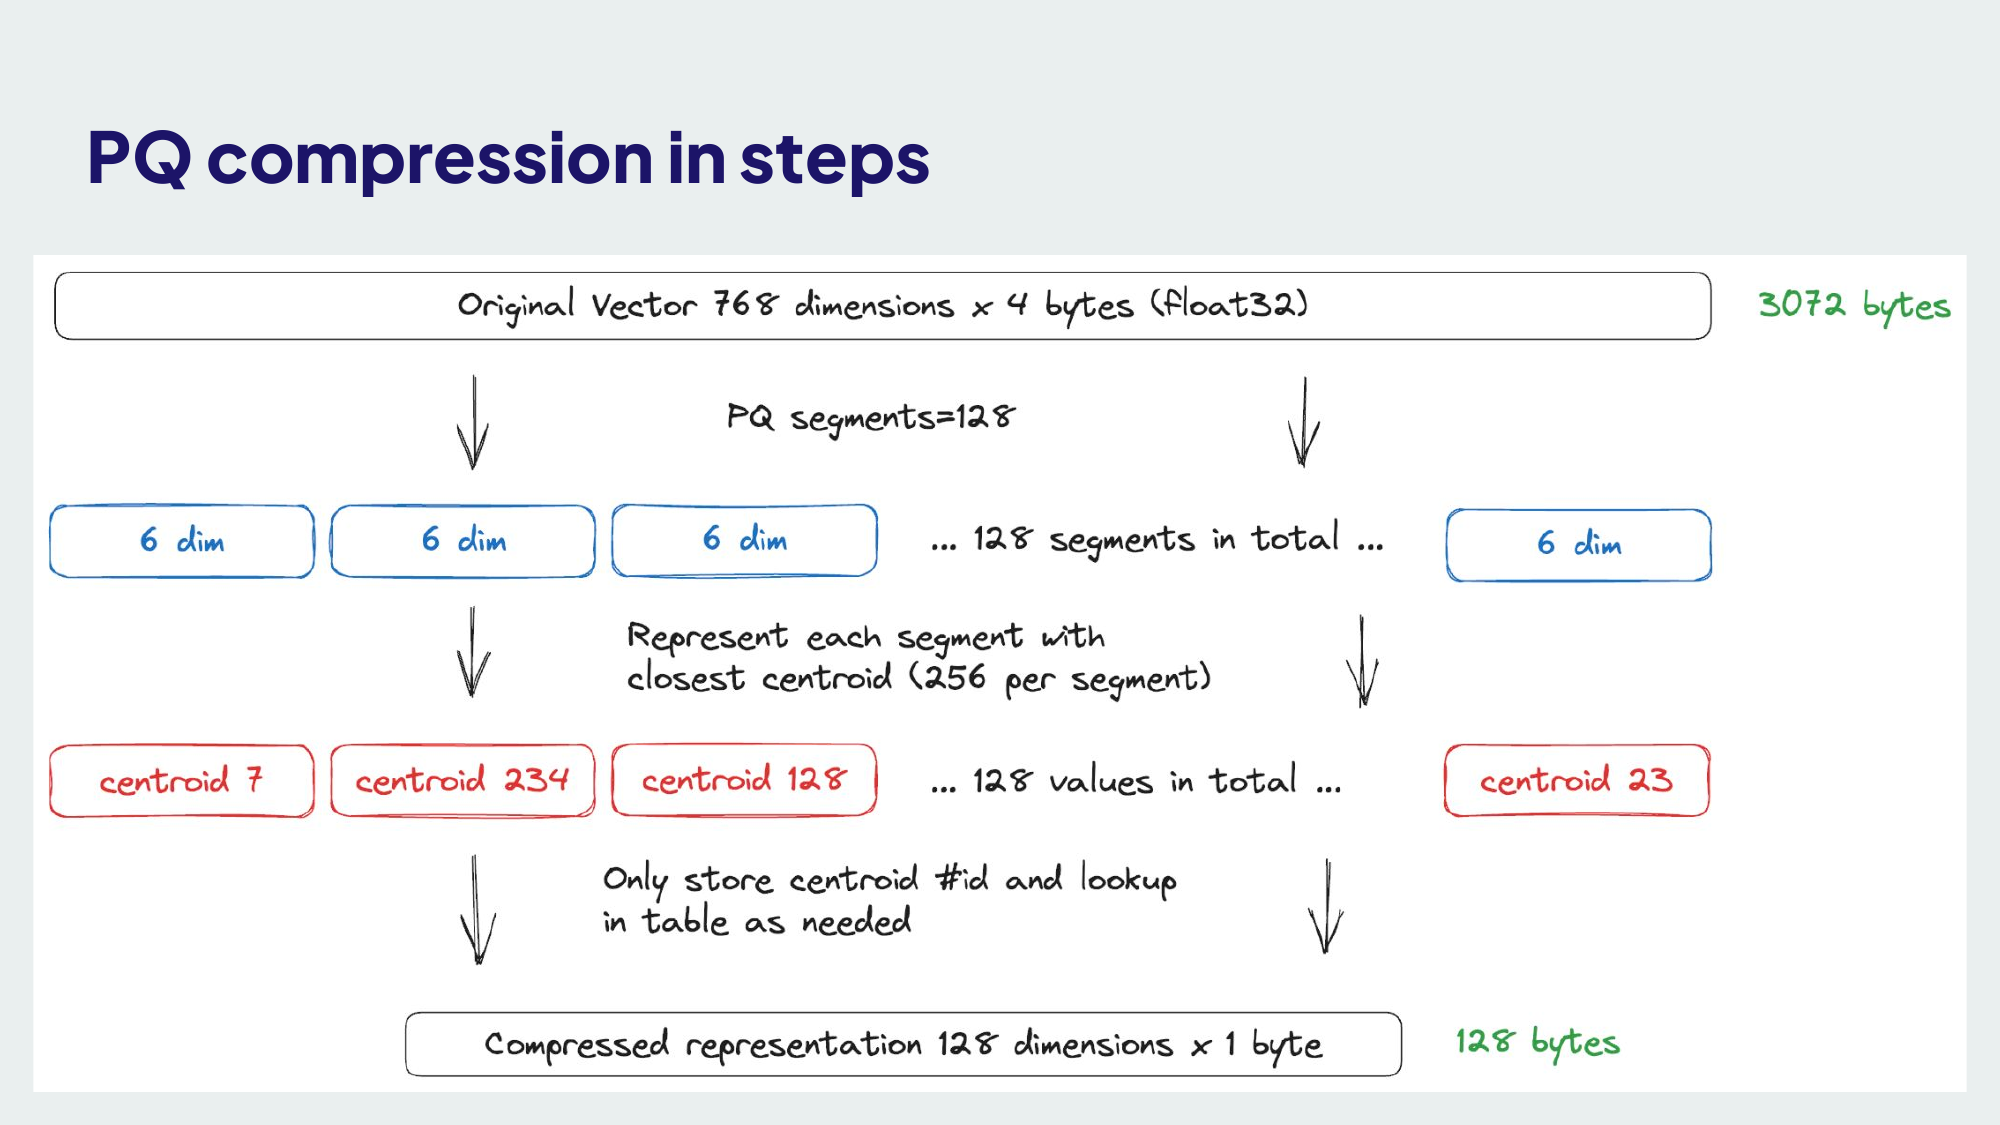 PQ compression in steps
Original Vector 768 dimensions x 4 bytes (float32)
3072 bytes
PQ segments=128
6 dim
6 dim
6 dim
... 128 segments in total ...
6 dim
Represent each segment with
closest centroid (256 per segment)
centroid 7
centroid 234
centroid 128
... 128 values in total ...
centroid 23
Only store centroid #id and lookup
in table as needed
Compressed representation 128 dimensions x 1 byte
128 bytes